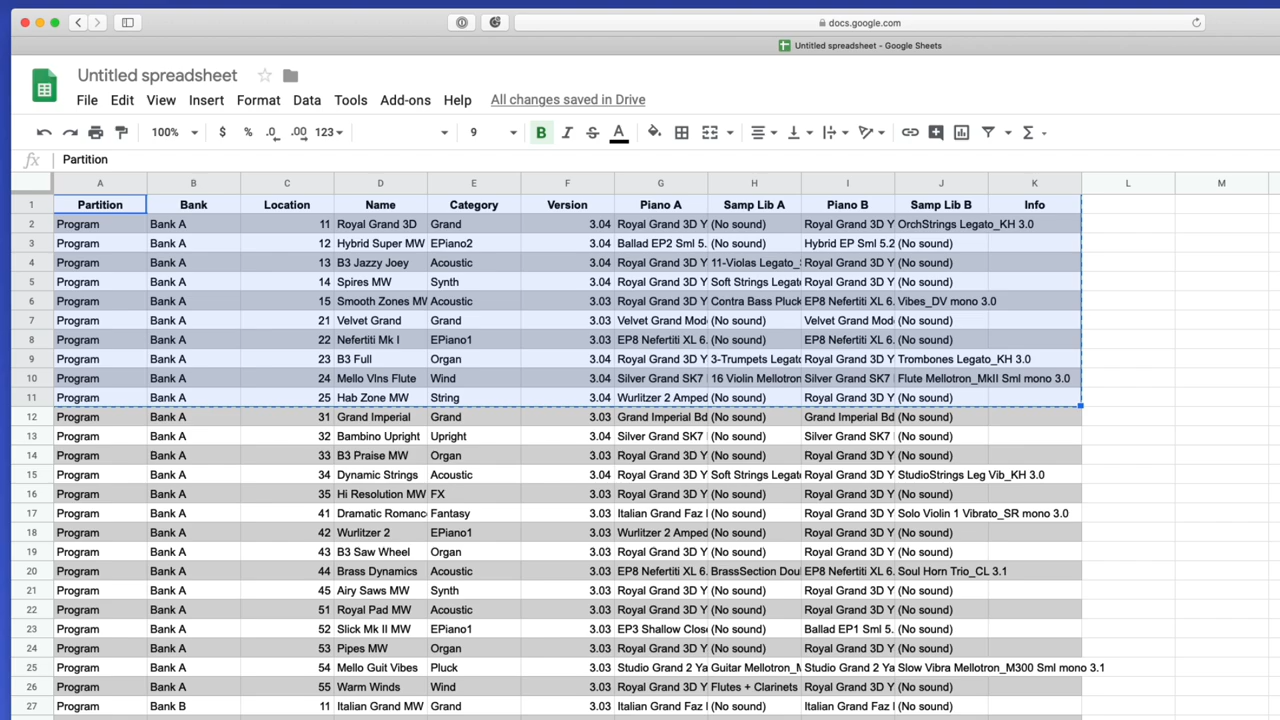 docs.google.com
Untitled spreadsheet - Google Sheets
Untitled spreadsheet
File Edit View Insert Format Data Tools Add-ons Help All changes saved in Drive
100% $ % .0 .00 123 9 B I S A Σ
fx Partition
A B C D E F G H I J K L M
1 Partition Bank Location Name Category Version Piano A Samp Lib A Piano B Samp Lib B Info
2 Program Bank A 11 Royal Grand 3D Grand 3.04 Royal Grand 3D Y (No sound) Royal Grand 3D Y OrchStrings Legato_KH 3.0
3 Program Bank A 12 Hybrid Super MW EPiano2 3.04 Ballad EP2 Sml 5. (No sound) Hybrid EP Sml 5.2 (No sound)
4 Program Bank A 13 B3 Jazzy Joey Acoustic 3.04 Royal Grand 3D Y 11-Violas Legato_ Royal Grand 3D Y (No sound)
5 Program Bank A 14 Spires MW Synth 3.04 Royal Grand 3D Y Soft Strings Legat Royal Grand 3D Y (No sound)
6 Program Bank A 15 Smooth Zones MW Acoustic 3.03 Royal Grand 3D Y Contra Bass Pluck EP8 Nefertiti XL 6. Vibes_DV mono 3.0
7 Program Bank A 21 Velvet Grand Grand 3.03 Velvet Grand Mod (No sound) Velvet Grand Mod (No sound)
8 Program Bank A 22 Nefertiti Mk I EPiano1 3.03 EP8 Nefertiti XL 6. (No sound) EP8 Nefertiti XL 6. (No sound)
9 Program Bank A 23 B3 Full Organ 3.04 Royal Grand 3D Y 3-Trumpets Legato Royal Grand 3D Y Trombones Legato_KH 3.0
10 Program Bank A 24 Mello Vlns Flute Wind 3.04 Silver Grand SK7 16 Violin Mellotron Silver Grand SK7 Flute Mellotron_MkII Sml mono 3.0
11 Program Bank A 25 Hab Zone MW String 3.04 Wurlitzer 2 Amped (No sound) Royal Grand 3D Y (No sound)
12 Program Bank A 31 Grand Imperial Grand 3.03 Grand Imperial Bd (No sound) Grand Imperial Bd (No sound)
13 Program Bank A 32 Bambino Upright Upright 3.04 Silver Grand SK7 (No sound) Silver Grand SK7 (No sound)
14 Program Bank A 33 B3 Praise MW Organ 3.03 Royal Grand 3D Y (No sound) Royal Grand 3D Y (No sound)
15 Program Bank A 34 Dynamic Strings Acoustic 3.04 Royal Grand 3D Y Soft Strings Legat Royal Grand 3D Y StudioStrings Leg Vib_KH 3.0
16 Program Bank A 35 Hi Resolution MW FX 3.03 Royal Grand 3D Y (No sound) Royal Grand 3D Y (No sound)
17 Program Bank A 41 Dramatic Romanc Fantasy 3.03 Italian Grand Faz (No sound) Royal Grand 3D Y Solo Violin 1 Vibrato_SR mono 3.0
18 Program Bank A 42 Wurlitzer 2 EPiano1 3.03 Wurlitzer 2 Amped (No sound) Royal Grand 3D Y (No sound)
19 Program Bank A 43 B3 Saw Wheel Organ 3.03 Royal Grand 3D Y (No sound) Royal Grand 3D Y (No sound)
20 Program Bank A 44 Brass Dynamics Acoustic 3.03 EP8 Nefertiti XL 6. BrassSection Dou EP8 Nefertiti XL 6. Soul Horn Trio_CL 3.1
21 Program Bank A 45 Airy Saws MW Synth 3.03 Royal Grand 3D Y (No sound) Royal Grand 3D Y (No sound)
22 Program Bank A 51 Royal Pad MW Acoustic 3.03 Royal Grand 3D Y (No sound) Royal Grand 3D Y (No sound)
23 Program Bank A 52 Slick Mk II MW EPiano1 3.03 EP3 Shallow Clos (No sound) Ballad EP1 Sml 5. (No sound)
24 Program Bank A 53 Pipes MW Organ 3.03 Royal Grand 3D Y (No sound) Royal Grand 3D Y (No sound)
25 Program Bank A 54 Mello Guit Vibes Pluck 3.03 Studio Grand 2 Ya Guitar Mellotron_M Studio Grand 2 Ya Slow Vibra Mellotron_M300 Sml mono 3.1
26 Program Bank A 55 Warm Winds Wind 3.03 Royal Grand 3D Y Flutes + Clarinets Royal Grand 3D Y (No sound)
27 Program Bank B 11 Italian Grand MW Grand 3.03 Italian Grand Faz (No sound) Italian Grand Faz (No sound)